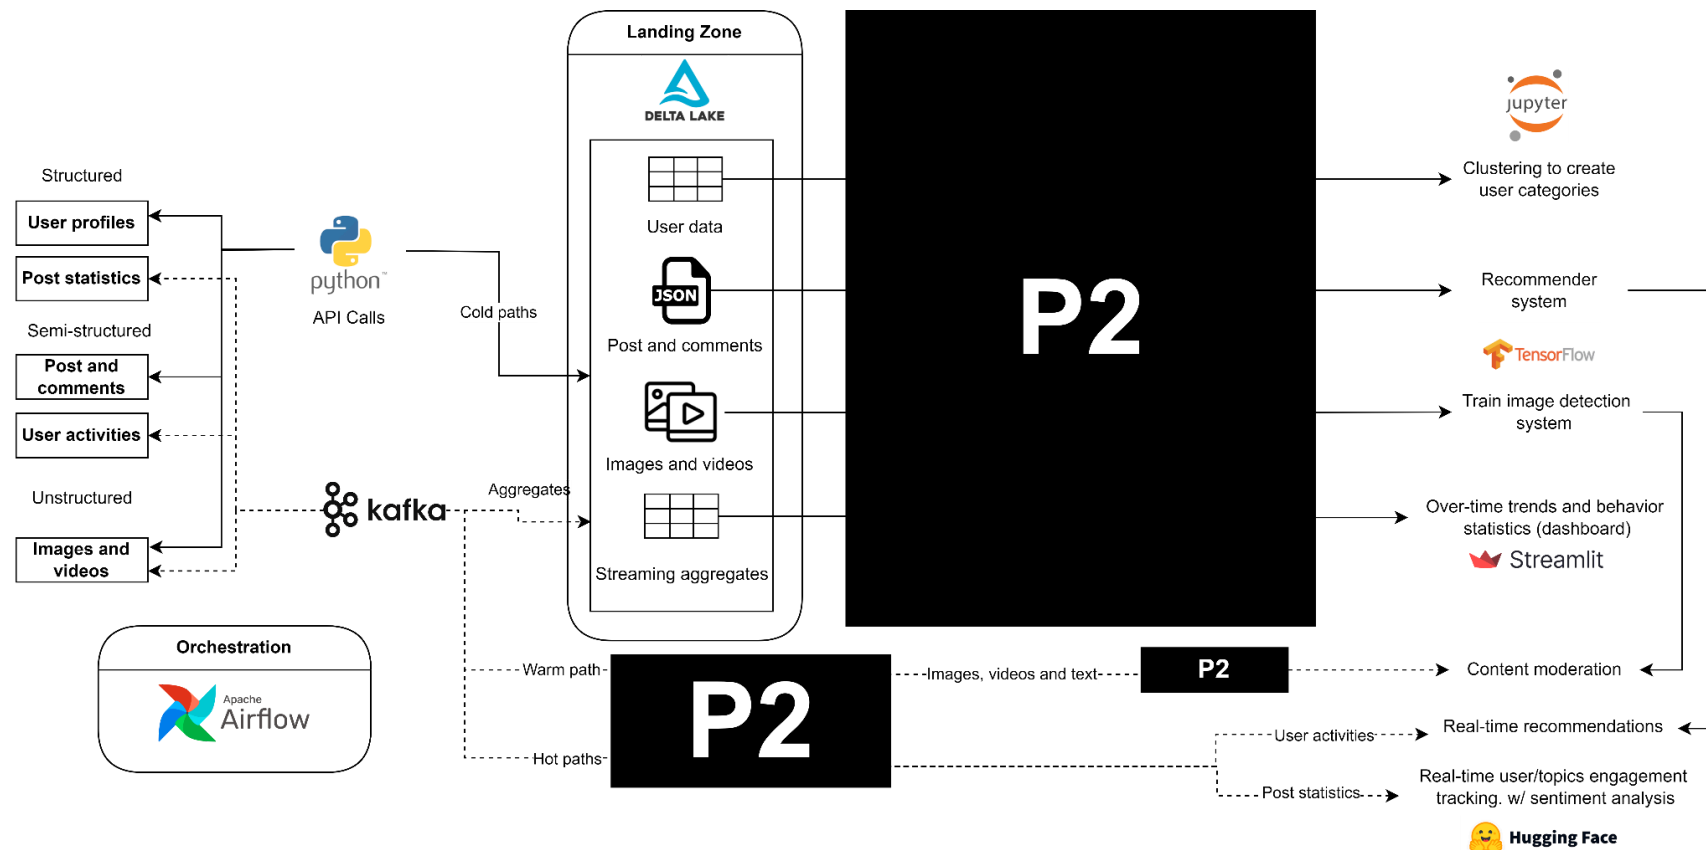 Landing Zone
DELTA LAKE
User data
JSON
Post and comments
Images and videos
Streaming aggregates
Structured
User profiles
Post statistics
Semi-structured
Post and
comments
User activities
Unstructured
Images and
videos
python™
API Calls
Cold paths
kafka
Aggregates
Orchestration
Apache
Airflow
Warm path
Hot paths
P2
P2
Images, videos and text
P2
User activities
Post statistics
jupyter
Clustering to create
user categories
Recommender
system
TensorFlow
Train image detection
system
Over-time trends and behavior
statistics (dashboard)
Streamlit
Content moderation
Real-time recommendations
Real-time user/topics engagement
tracking. w/ sentiment analysis
Hugging Face